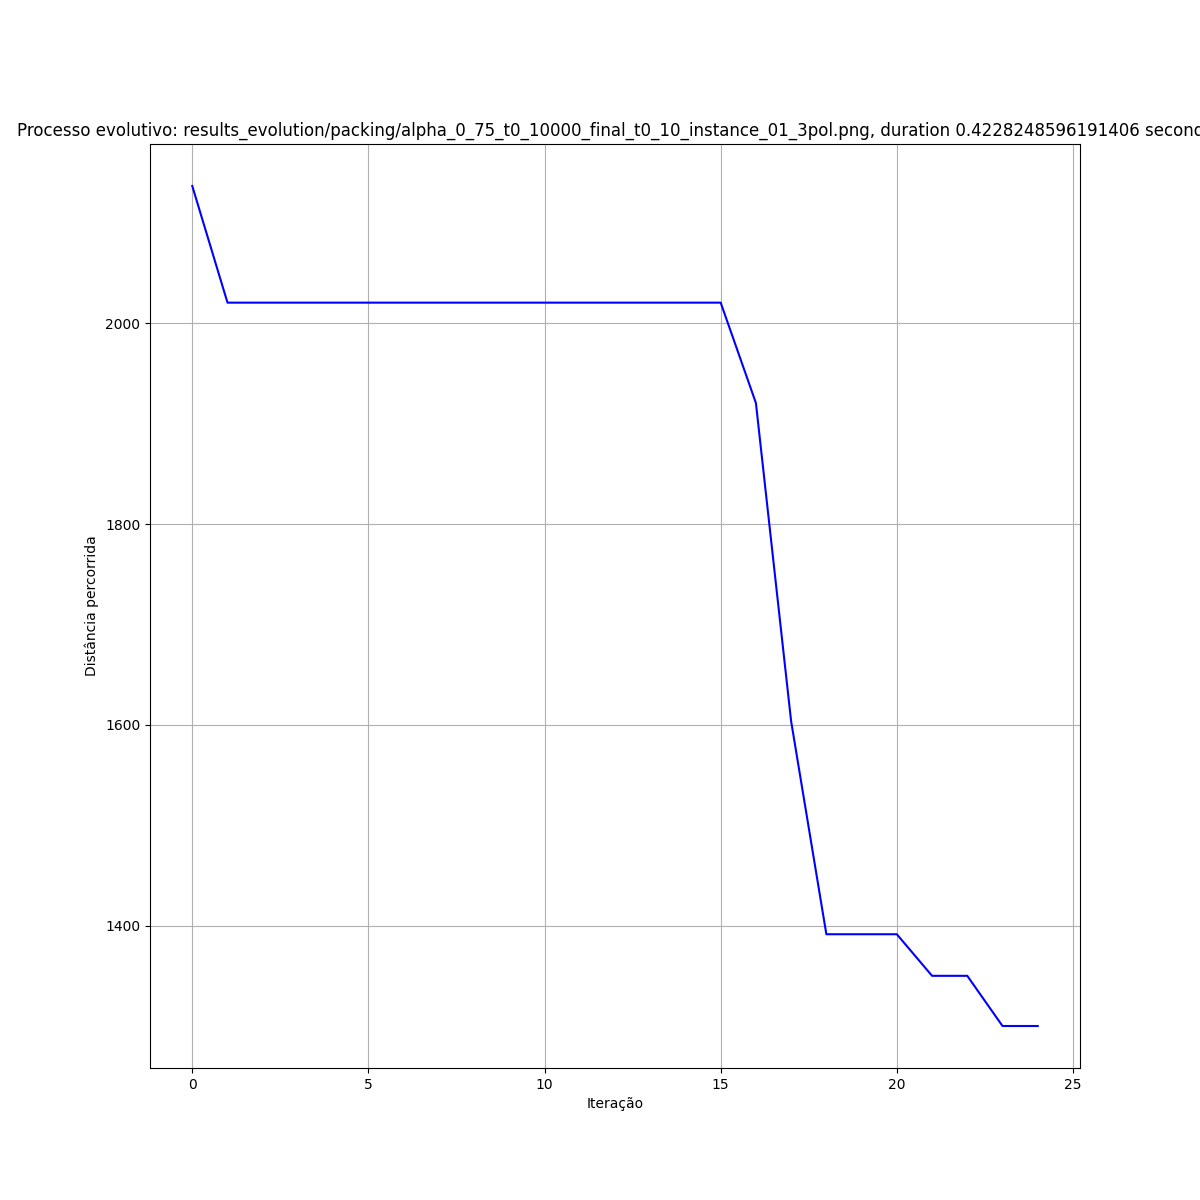 Processo evolutivo: results_evolution/packing/alpha_0_75_t0_10000_final_t0_10_instance_01_3pol.png, duration 0.4228248596191406 secon
2000
1800
1600
1400
Distância percorrida
0 5 10 15 20 25
Iteração